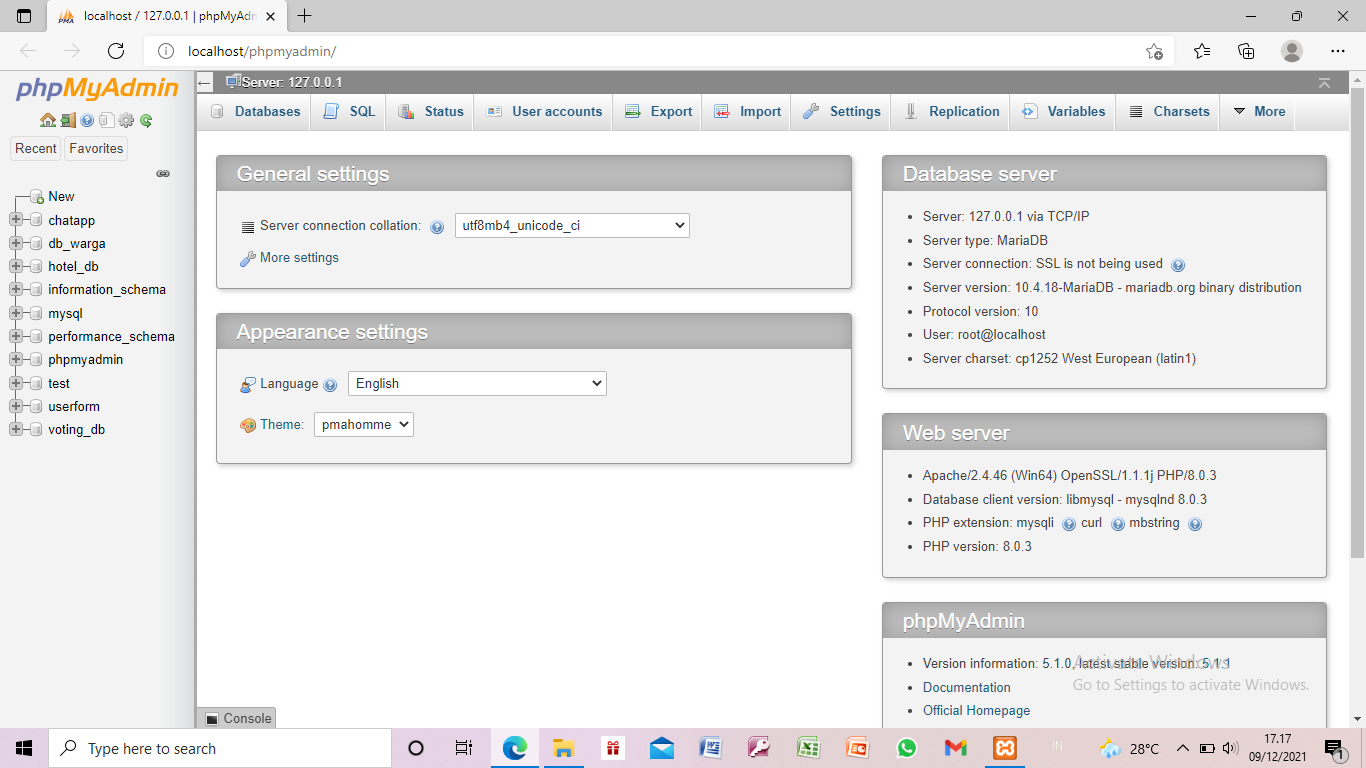 localhost / 127.0.0.1 | phpMyAdm
localhost/phpmyadmin/
phpMyAdmin
Recent Favorites
New
chatapp
db_warga
hotel_db
information_schema
mysql
performance_schema
phpmyadmin
test
userform
voting_db
Server: 127.0.0.1
Databases SQL Status User accounts Export Import Settings Replication Variables Charsets More
General settings
Server connection collation: utf8mb4_unicode_ci
More settings
Appearance settings
Language English
Theme: pmahomme
Database server
Server: 127.0.0.1 via TCP/IP
Server type: MariaDB
Server connection: SSL is not being used
Server version: 10.4.18-MariaDB - mariadb.org binary distribution
Protocol version: 10
User: root@localhost
Server charset: cp1252 West European (latin1)
Web server
Apache/2.4.46 (Win64) OpenSSL/1.1.1j PHP/8.0.3
Database client version: libmysql - mysqlnd 8.0.3
PHP extension: mysqli curl mbstring
PHP version: 8.0.3
phpMyAdmin
Version information: 5.1.0, latest stable version: 5.1.1
Documentation
Official Homepage
Activate Windows
Go to Settings to activate Windows.
Console
Type here to search
IN
28°C
17.17
09/12/2021
1